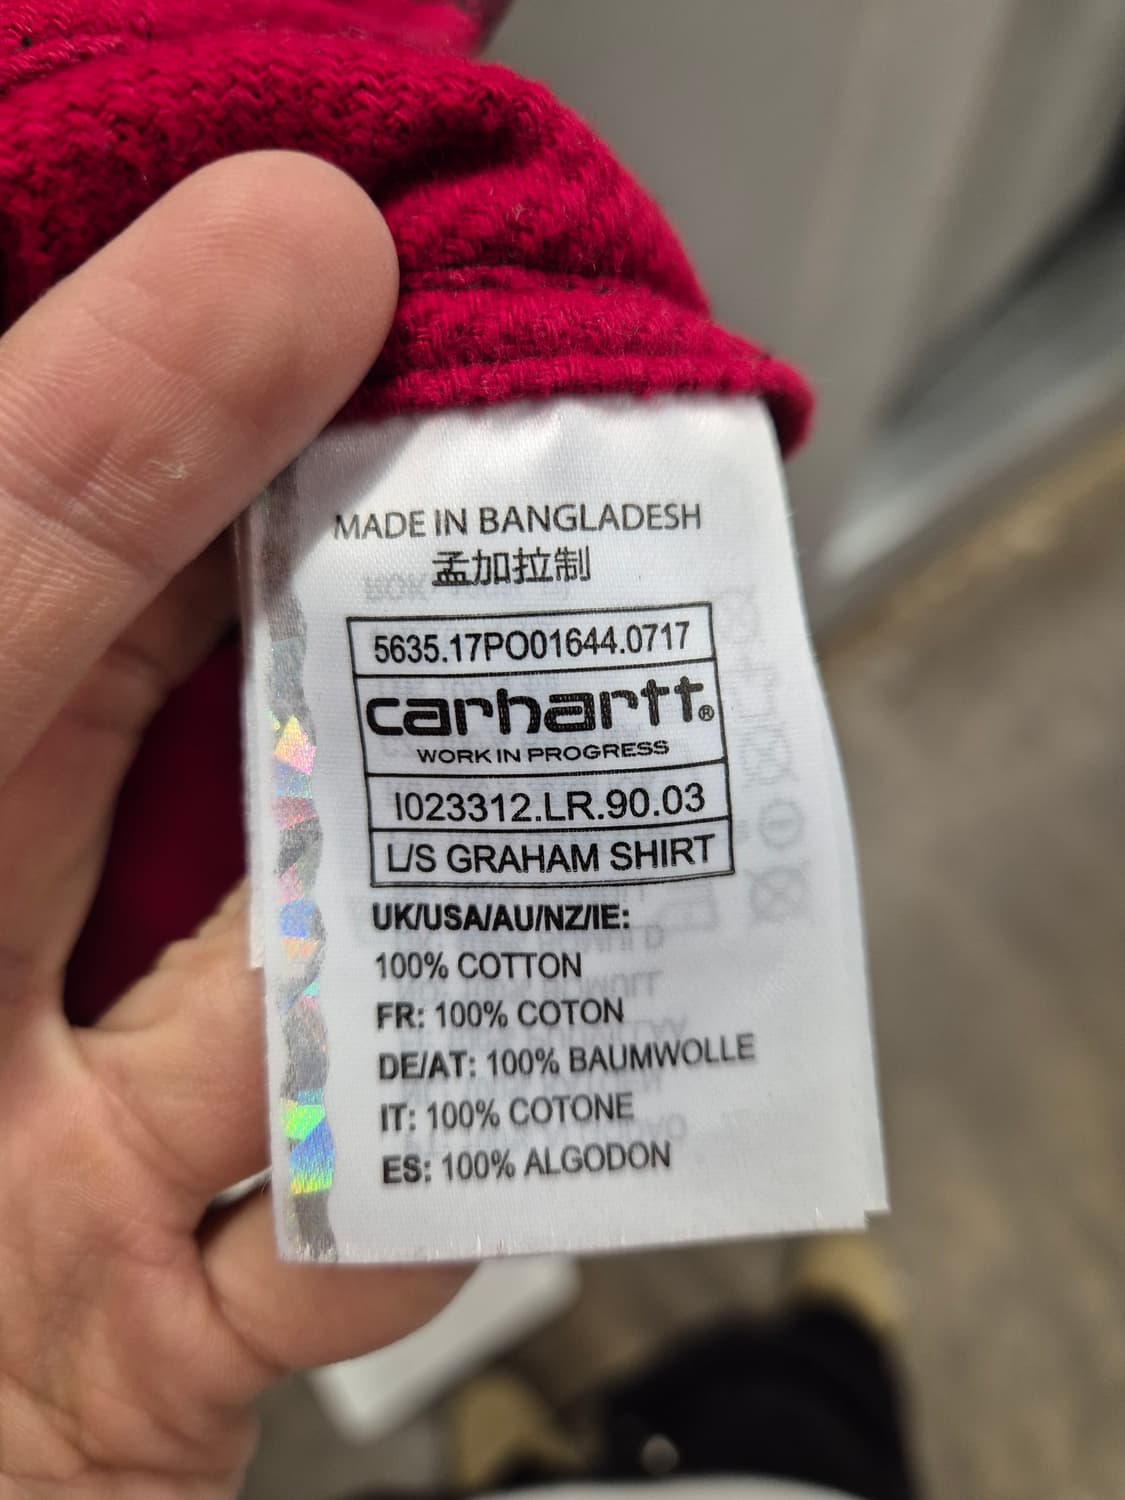 MADE IN BANGLADESH
孟加拉制
5635.17PO01644.0717
carhartt®
WORK IN PROGRESS
I023312.LR.90.03
L/S GRAHAM SHIRT
UK/USA/AU/NZ/IE:
100% COTTON
FR: 100% COTON
DE/AT: 100% BAUMWOLLE
IT: 100% COTONE
ES: 100% ALGODON